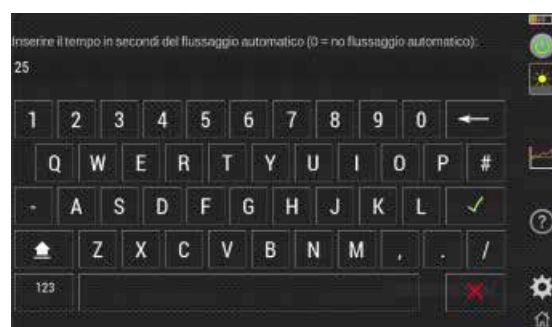 Inserire il tempo in secondi del flussaggio automatico (0 = no flussaggio automatico):
25
1 2 3 4 5 6 7 8 9 0
Q W E R T Y U I O P #
- A S D F G H J K L
Z X C V B N M , . /
123
?